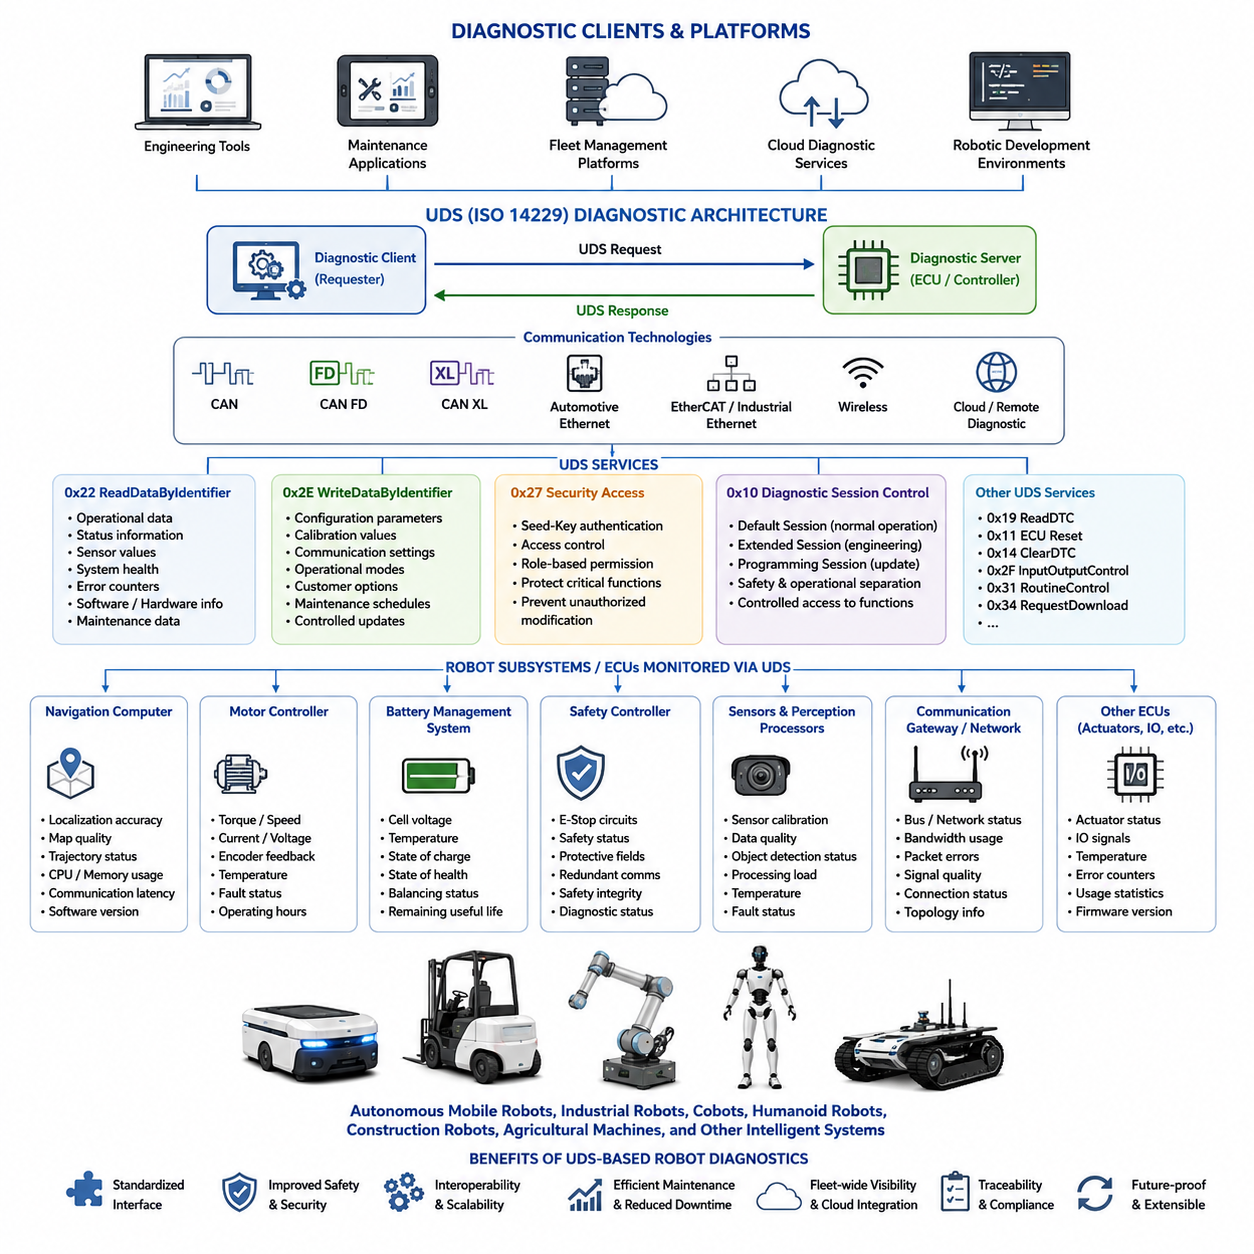 DIAGNOSTIC CLIENTS & PLATFORMS
Engineering Tools
Maintenance
Applications
Fleet Management
Platforms
Cloud Diagnostic
Services
Robotic Development
Environments
UDS (ISO 14229) DIAGNOSTIC ARCHITECTURE
Diagnostic Client
(Requester)
UDS Request
UDS Response
Diagnostic Server
(ECU / Controller)
Communication Technologies
CAN
FD
CAN FD
XL
CAN XL
Automotive
Ethernet
EtherCAT / Industrial
Ethernet
Wireless
Cloud / Remote
Diagnostic
UDS SERVICES
0x22 ReadDataByIdentifier
• Operational data
• Status information
• Sensor values
• System health
• Error counters
• Software / Hardware info
• Maintenance data
0x2E WriteDataByIdentifier
• Configuration parameters
• Calibration values
• Communication settings
• Operational modes
• Customer options
• Maintenance schedules
• Controlled updates
0x27 Security Access
• Seed-Key authentication
• Access control
• Role-based permission
• Protect critical functions
• Prevent unauthorized
modification
0x10 Diagnostic Session Control
• Default Session (normal operation)
• Extended Session (engineering)
• Programming Session (update)
• Safety & operational separation
• Controlled access to functions
Other UDS Services
• 0x19 ReadDTC
• 0x11 ECU Reset
• 0x14 ClearDTC
• 0x2F InputOutputControl
• 0x31 RoutineControl
• 0x34 RequestDownload
• ...
ROBOT SUBSYSTEMS / ECUs MONITORED VIA UDS
Navigation Computer
• Localization accuracy
• Map quality
• Trajectory status
• CPU / Memory usage
• Communication latency
• Software version
Motor Controller
• Torque / Speed
• Current / Voltage
• Encoder feedback
• Temperature
• Fault status
• Operating hours
Battery Management
System
• Cell voltage
• Temperature
• State of charge
• State of health
• Balancing status
• Remaining useful life
Safety Controller
• E-Stop circuits
• Safety status
• Protective fields
• Redundant comms
• Safety integrity
• Diagnostic status
Sensors & Perception
Processors
• Sensor calibration
• Data quality
• Object detection status
• Processing load
• Temperature
• Fault status
Communication
Gateway / Network
• Bus / Network status
• Bandwidth usage
• Packet errors
• Signal quality
• Connection status
• Topology info
Other ECUs
(Actuators, IO, etc.)
I/O
• Actuator status
• IO signals
• Temperature
• Error counters
• Usage statistics
• Firmware version
Autonomous Mobile Robots, Industrial Robots, Cobots, Humanoid Robots,
Construction Robots, Agricultural Machines, and Other Intelligent Systems
BENEFITS OF UDS-BASED ROBOT DIAGNOSTICS
Standardized
Interface
Improved Safety
& Security
Interoperability
& Scalability
Efficient Maintenance
& Reduced Downtime
Fleet-wide Visibility
& Cloud Integration
Traceability
& Compliance
Future-proof
& Extensible